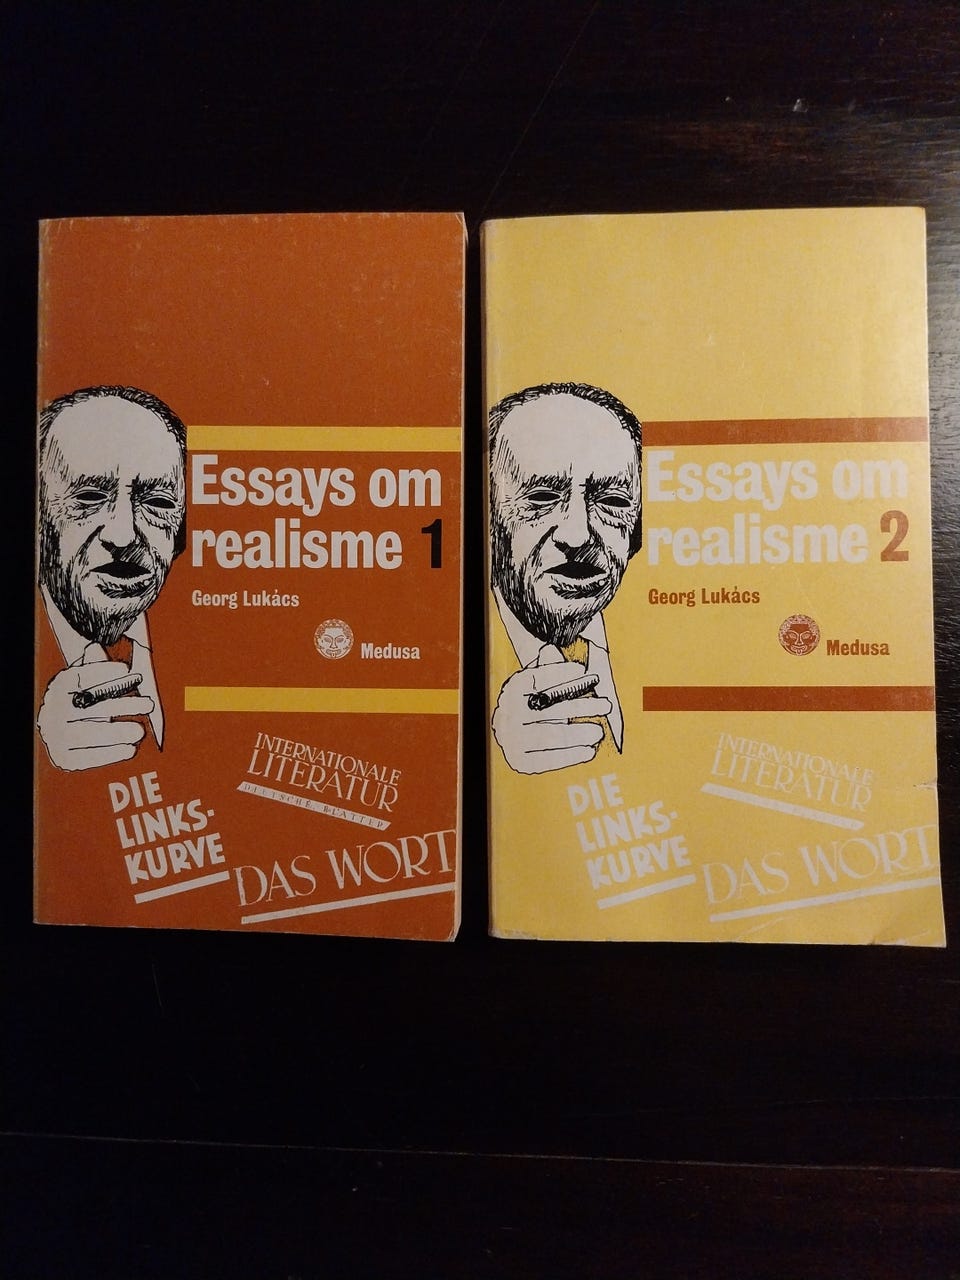 Essays om
realisme 1
Georg Lukács
Medusa
INTERNATIONALE
LITERATUR
DEUTSCHE BLÄTTER
DIE
LINKS-
KURVE
DAS WORT
Essays om
realisme 2
Georg Lukács
Medusa
INTERNATIONALE
LITERATUR
DIE
LINKS-
KURVE
DAS WORT